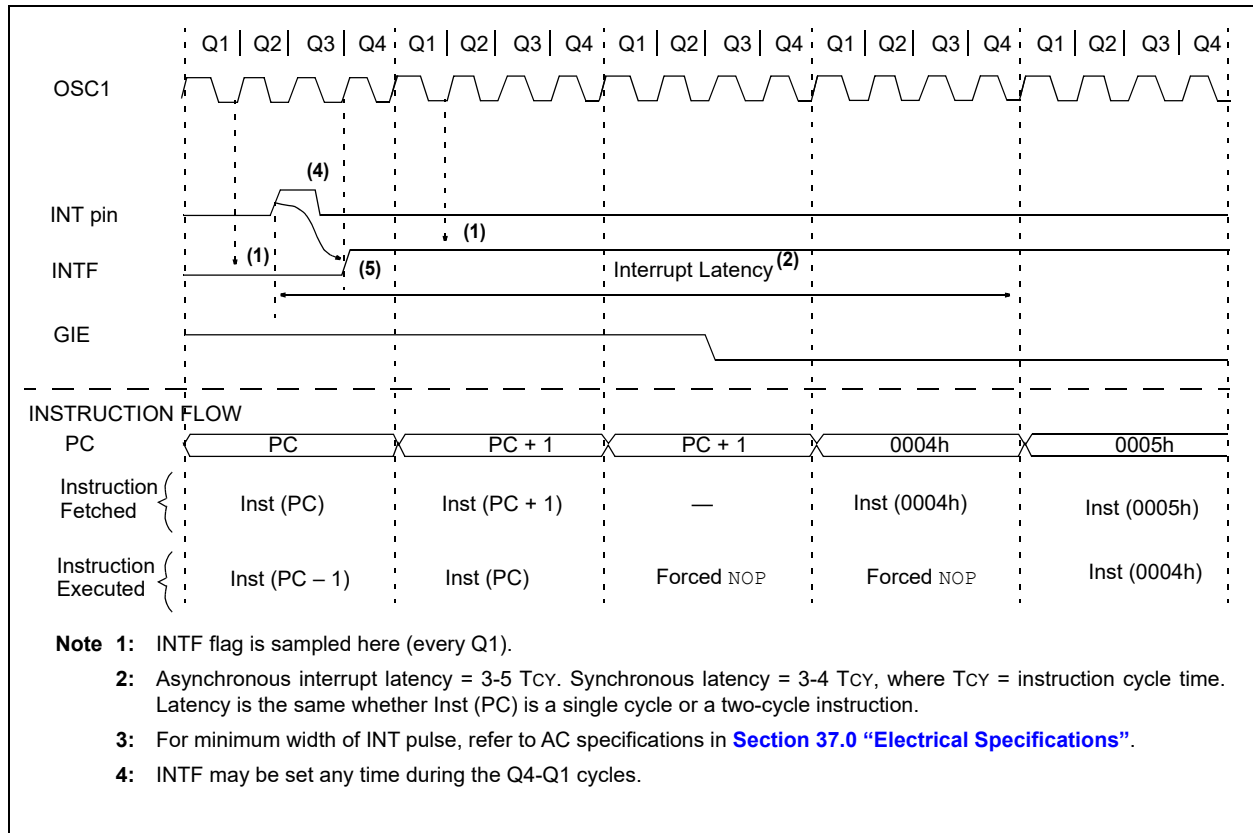 Q1 Q2 Q3 Q4 Q1 Q2 Q3 Q4 Q1 Q2 Q3 Q4 Q1 Q2 Q3 Q4 Q1 Q2 Q3 Q4
OSC1
(4)
INT pin
(1)
(1)
INTF
(5)
Interrupt Latency(2)
GIE
INSTRUCTION FLOW
PC PC PC + 1 PC + 1 0004h 0005h
Instruction
Fetched
Inst (PC) Inst (PC + 1) — Inst (0004h) Inst (0005h)
Instruction
Executed
Inst (PC – 1) Inst (PC) Forced NOP Forced NOP Inst (0004h)
Note 1: INTF flag is sampled here (every Q1).
2: Asynchronous interrupt latency = 3-5 TCY. Synchronous latency = 3-4 TCY, where TCY = instruction cycle time.
Latency is the same whether Inst (PC) is a single cycle or a two-cycle instruction.
3: For minimum width of INT pulse, refer to AC specifications in Section 37.0 “Electrical Specifications”.
4: INTF may be set any time during the Q4-Q1 cycles.